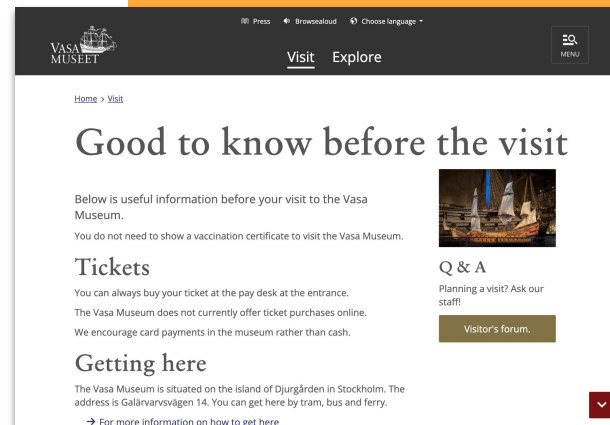 Press Browsealoud Choose language
VASA
MUSEET
Visit Explore
MENU
Home > Visit
Good to know before the visit
Below is useful information before your visit to the Vasa
Museum.
You do not need to show a vaccination certificate to visit the Vasa Museum.
Tickets
You can always buy your ticket at the pay desk at the entrance.
The Vasa Museum does not currently offer ticket purchases online.
We encourage card payments in the museum rather than cash.
Getting here
The Vasa Museum is situated on the island of Djurgården in Stockholm. The
address is Galärvarvsvägen 14. You can get here by tram, bus and ferry.
→ For more information on how to get here
Q & A
Planning a visit? Ask our
staff!
Visitor's forum.